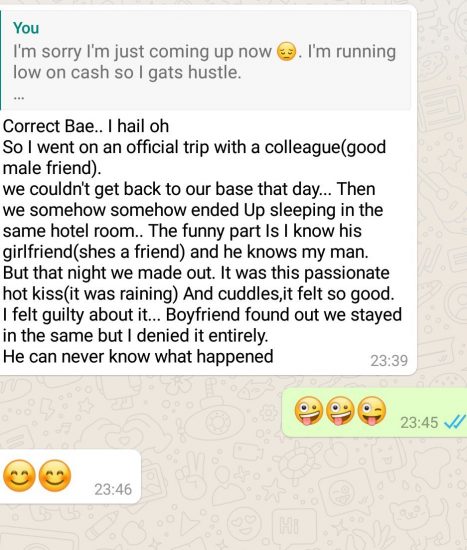 You
I'm sorry I'm just coming up now 😔. I'm running
low on cash so I gats hustle.
...
Correct Bae.. I hail oh
So I went on an official trip with a colleague(good
male friend).
we couldn't get back to our base that day... Then
we somehow somehow ended Up sleeping in the
same hotel room.. The funny part Is I know his
girlfriend(shes a friend) and he knows my man.
But that night we made out. It was this passionate
hot kiss(it was raining) And cuddles,it felt so good.
I felt guilty about it... Boyfriend found out we stayed
in the same but I denied it entirely.
He can never know what happened
23:39
🤪🤪😜 23:45
😊😊 23:46